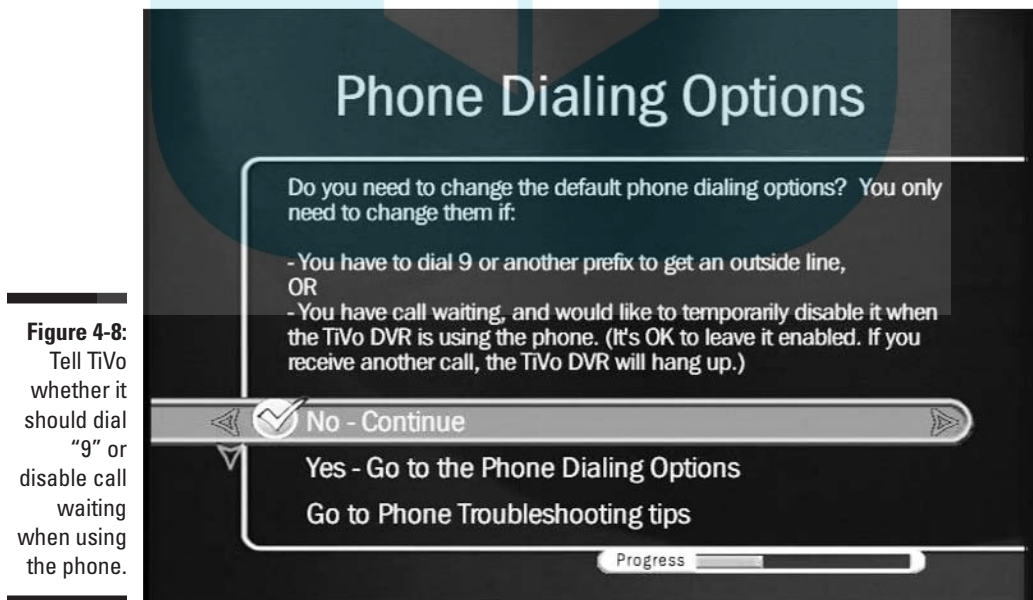 Phone Dialing Options
Do you need to change the default phone dialing options? You only
need to change them if:
- You have to dial 9 or another prefix to get an outside line,
OR
- You have call waiting, and would like to temporarily disable it when
the TiVo DVR is using the phone. (It's OK to leave it enabled. If you
receive another call, the TiVo DVR will hang up.)
No - Continue
Yes - Go to the Phone Dialing Options
Go to Phone Troubleshooting tips
Progress
Figure 4-8:
Tell TiVo
whether it
should dial
“9” or
disable call
waiting
when using
the phone.